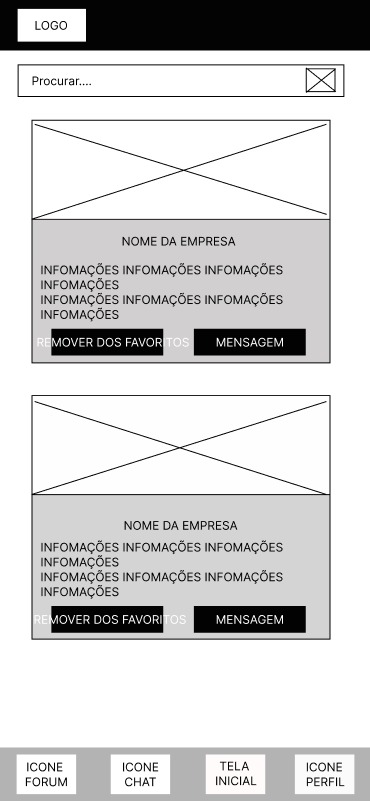 LOGO
Procurar....
NOME DA EMPRESA
INFOMAÇÕES INFOMAÇÕES INFOMAÇÕES
INFOMAÇÕES
INFOMAÇÕES INFOMAÇÕES INFOMAÇÕES
INFOMAÇÕES
REMOVER DOS FAVORITOS MENSAGEM
NOME DA EMPRESA
INFOMAÇÕES INFOMAÇÕES INFOMAÇÕES
INFOMAÇÕES
INFOMAÇÕES INFOMAÇÕES INFOMAÇÕES
INFOMAÇÕES
REMOVER DOS FAVORITOS MENSAGEM
ICONE FORUM
ICONE CHAT
TELA INICIAL
ICONE PERFIL